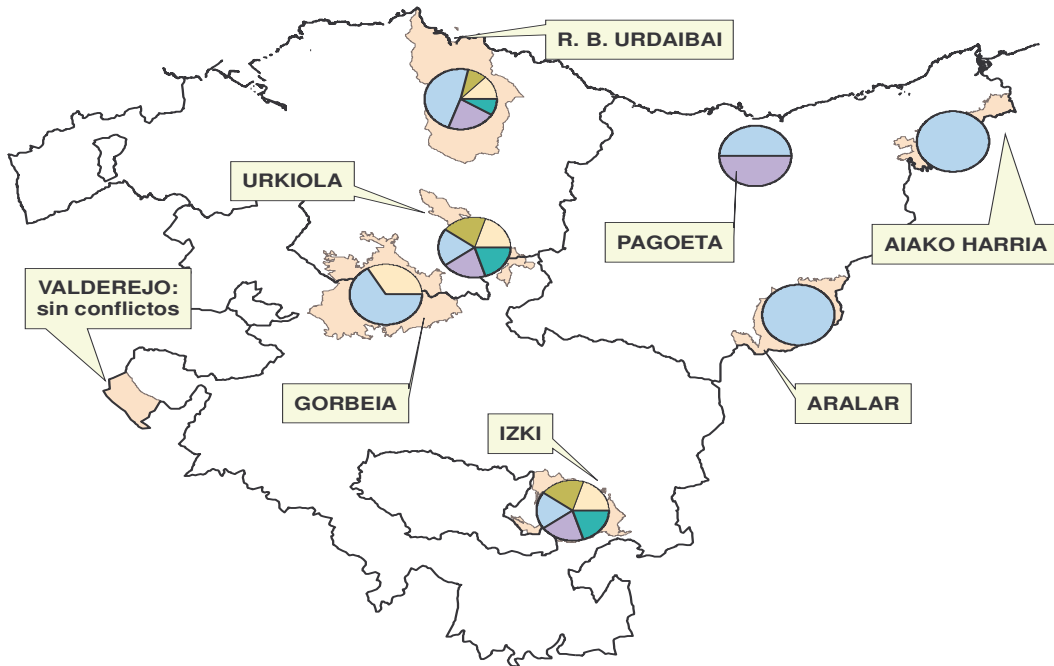 R. B. URDAIBAI
URKIOLA
PAGOETA
AIAKO HARRIA
VALDEREJO:
sin conflictos
GORBEIA
ARALAR
IZKI